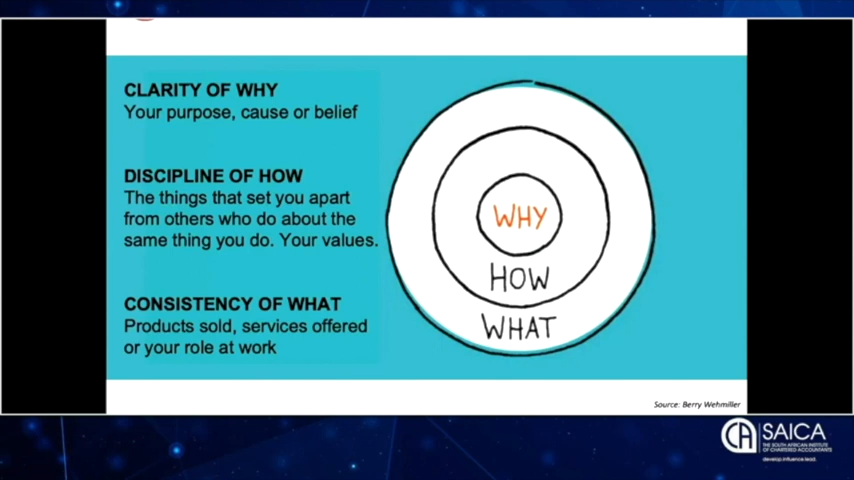 CLARITY OF WHY
Your purpose, cause or belief
DISCIPLINE OF HOW
The things that set you apart
from others who do about the
same thing you do. Your values.
CONSISTENCY OF WHAT
Products sold, services offered
or your role at work
WHY
HOW
WHAT
Source: Berry Wehmiller
CA
SAICA
THE SOUTH AFRICAN INSTITUTE
OF CHARTERED ACCOUNTANTS
develop.influence.lead.